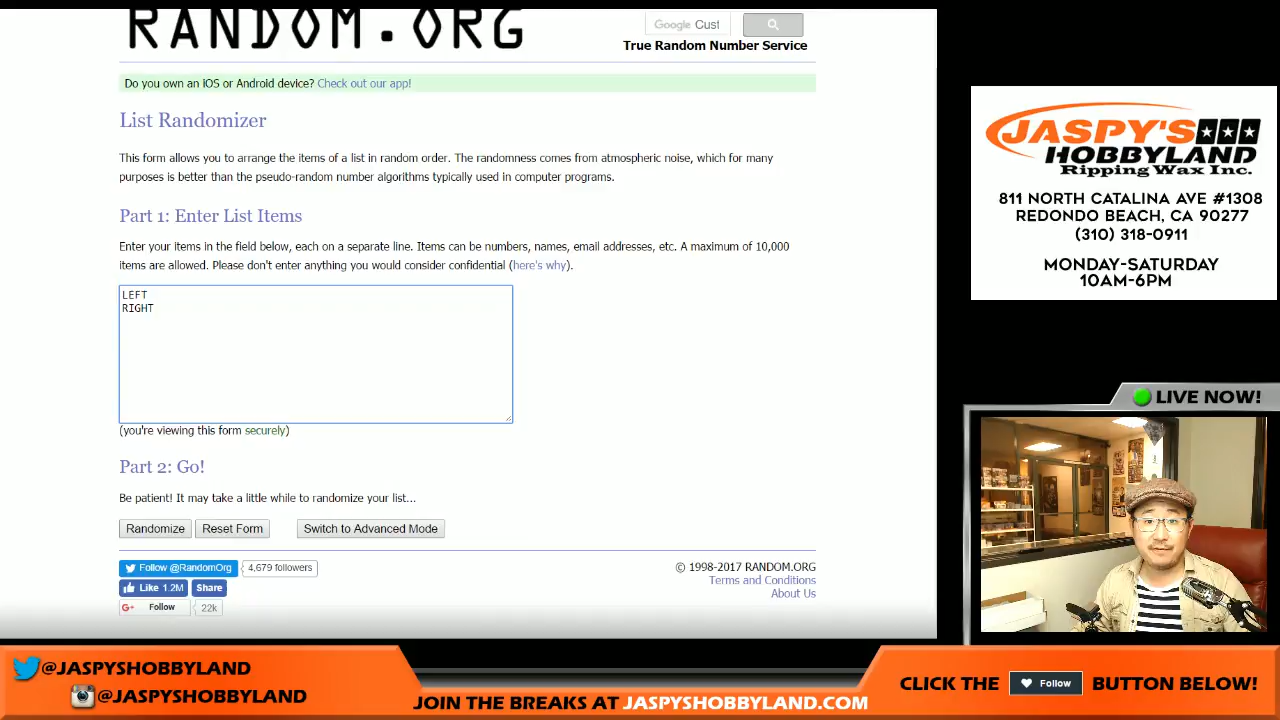 RANDOM.ORG
Google Cust
True Random Number Service
Do you own an iOS or Android device? Check out our app!
List Randomizer
This form allows you to arrange the items of a list in random order. The randomness comes from atmospheric noise, which for many
purposes is better than the pseudo-random number algorithms typically used in computer programs.
Part 1: Enter List Items
Enter your items in the field below, each on a separate line. Items can be numbers, names, email addresses, etc. A maximum of 10,000
items are allowed. Please don't enter anything you would consider confidential (here's why).
LEFT
RIGHT
(you're viewing this form securely)
Part 2: Go!
Be patient! It may take a little while to randomize your list...
Randomize Reset Form Switch to Advanced Mode
Follow @RandomOrg 4,679 followers
Like 1.2M Share
G+ Follow 22k
© 1998-2017 RANDOM.ORG
Terms and Conditions
About Us
JASPY'S
HOBBYLAND
Ripping Wax Inc.
811 NORTH CATALINA AVE #1308
REDONDO BEACH, CA 90277
(310) 318-0911
MONDAY-SATURDAY
10AM-6PM
LIVE NOW!
@JASPYSHOBBYLAND
@JASPYSHOBBYLAND
JOIN THE BREAKS AT JASPYSHOBBYLAND.COM
CLICK THE Follow BUTTON BELOW!